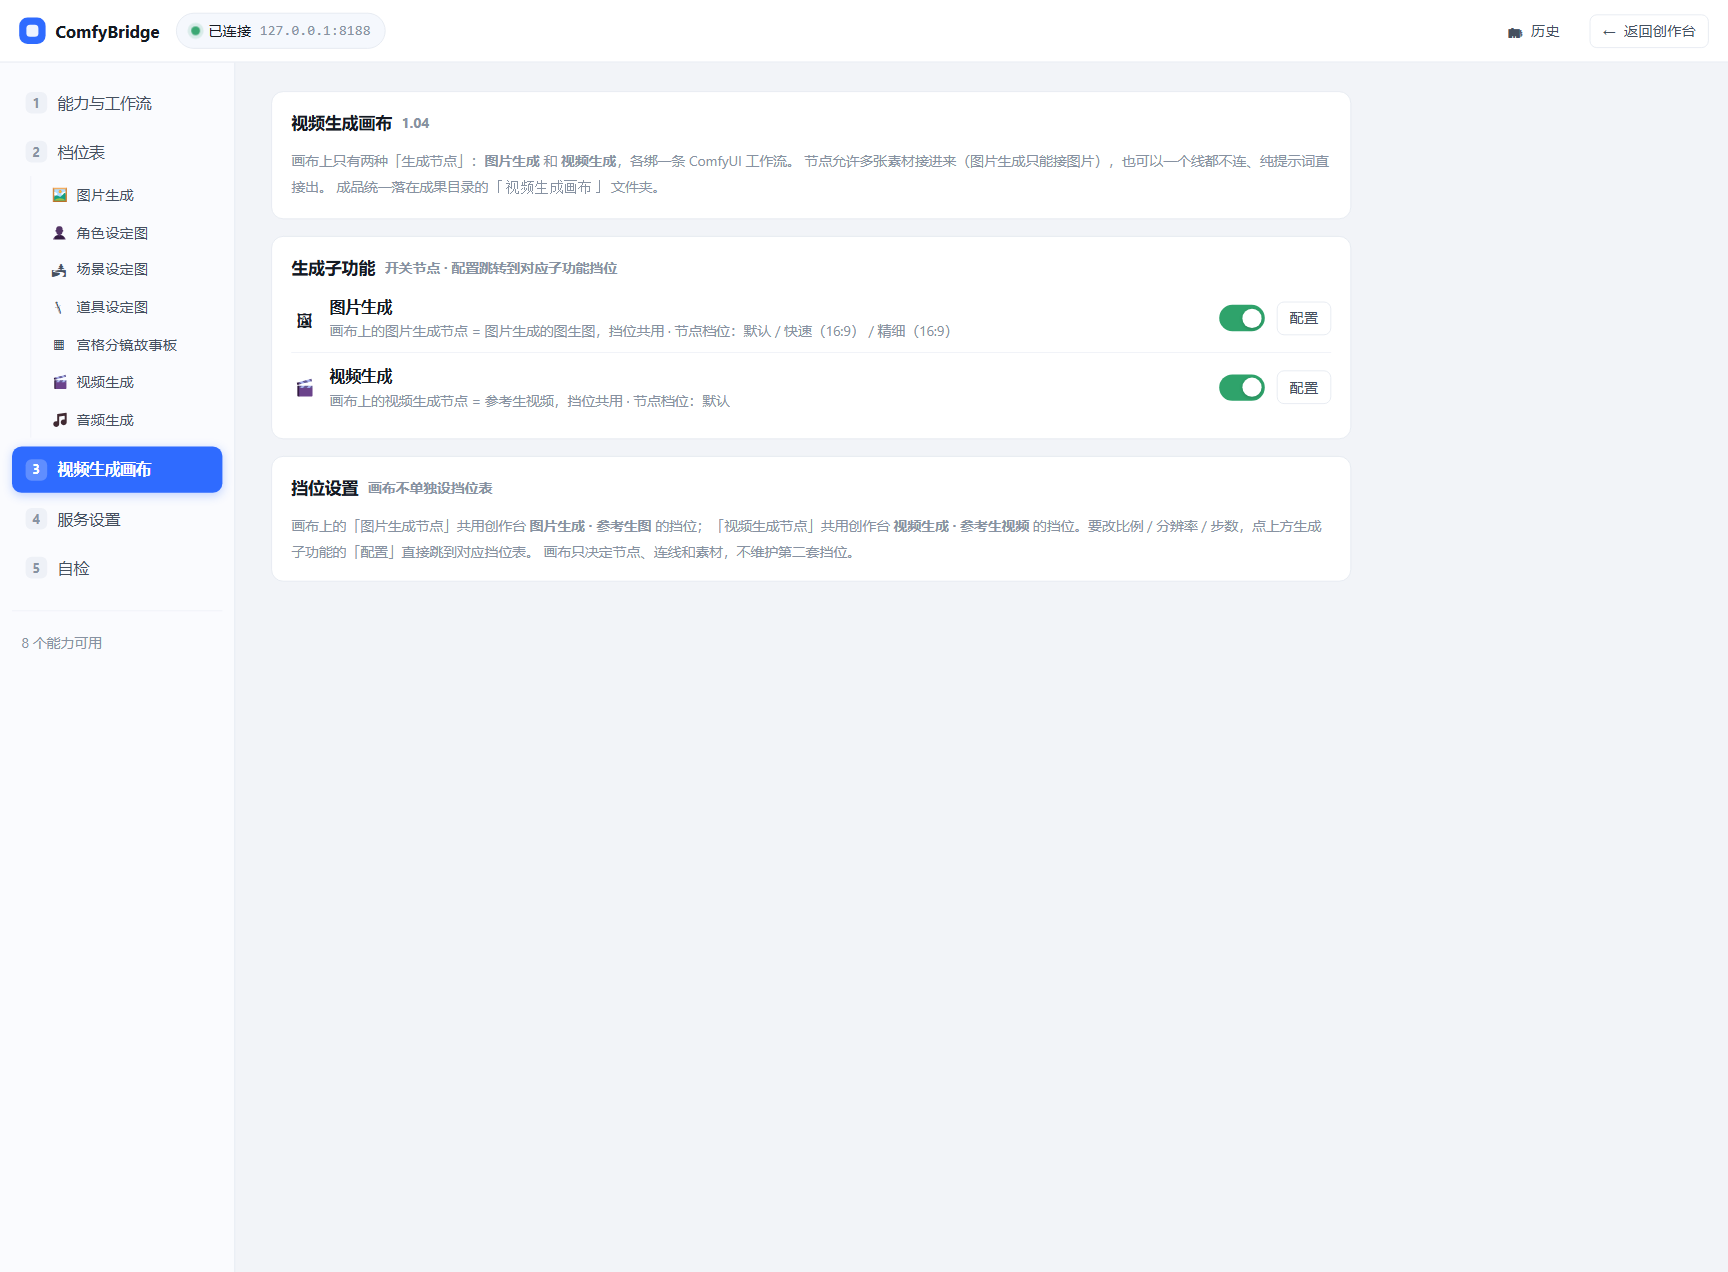 ComfyBridge
已连接 127.0.0.1:8188
历史
← 返回创作台
1 能力与工作流
2 档位表
图片生成
角色设定图
场景设定图
道具设定图
宫格分镜故事板
视频生成
音频生成
3 视频生成画布
4 服务设置
5 自检
8 个能力可用
视频生成画布 1.04
画布上只有两种「生成节点」：图片生成 和 视频生成，各绑一条 ComfyUI 工作流。 节点允许多张素材接进来（图片生成只能接图片），也可以一个线都不连、纯提示词直
接出。 成品统一落在成果目录的「 视频生成画布 」 文件夹。
生成子功能 开关节点 · 配置跳转到对应子功能挡位
图片生成
画布上的图片生成节点 = 图片生成的图生图，挡位共用 · 节点档位：默认 / 快速（16:9） / 精细（16:9）
配置
视频生成
画布上的视频生成节点 = 参考生视频，挡位共用 · 节点档位：默认
配置
挡位设置 画布不单独设挡位表
画布上的「图片生成节点」共用创作台 图片生成 · 参考生图 的挡位；「视频生成节点」共用创作台 视频生成 · 参考生视频 的挡位。要改比例 / 分辨率 / 步数，点上方生成
子功能的「配置」直接跳到对应挡位表。 画布只决定节点、连线和素材，不维护第二套挡位。